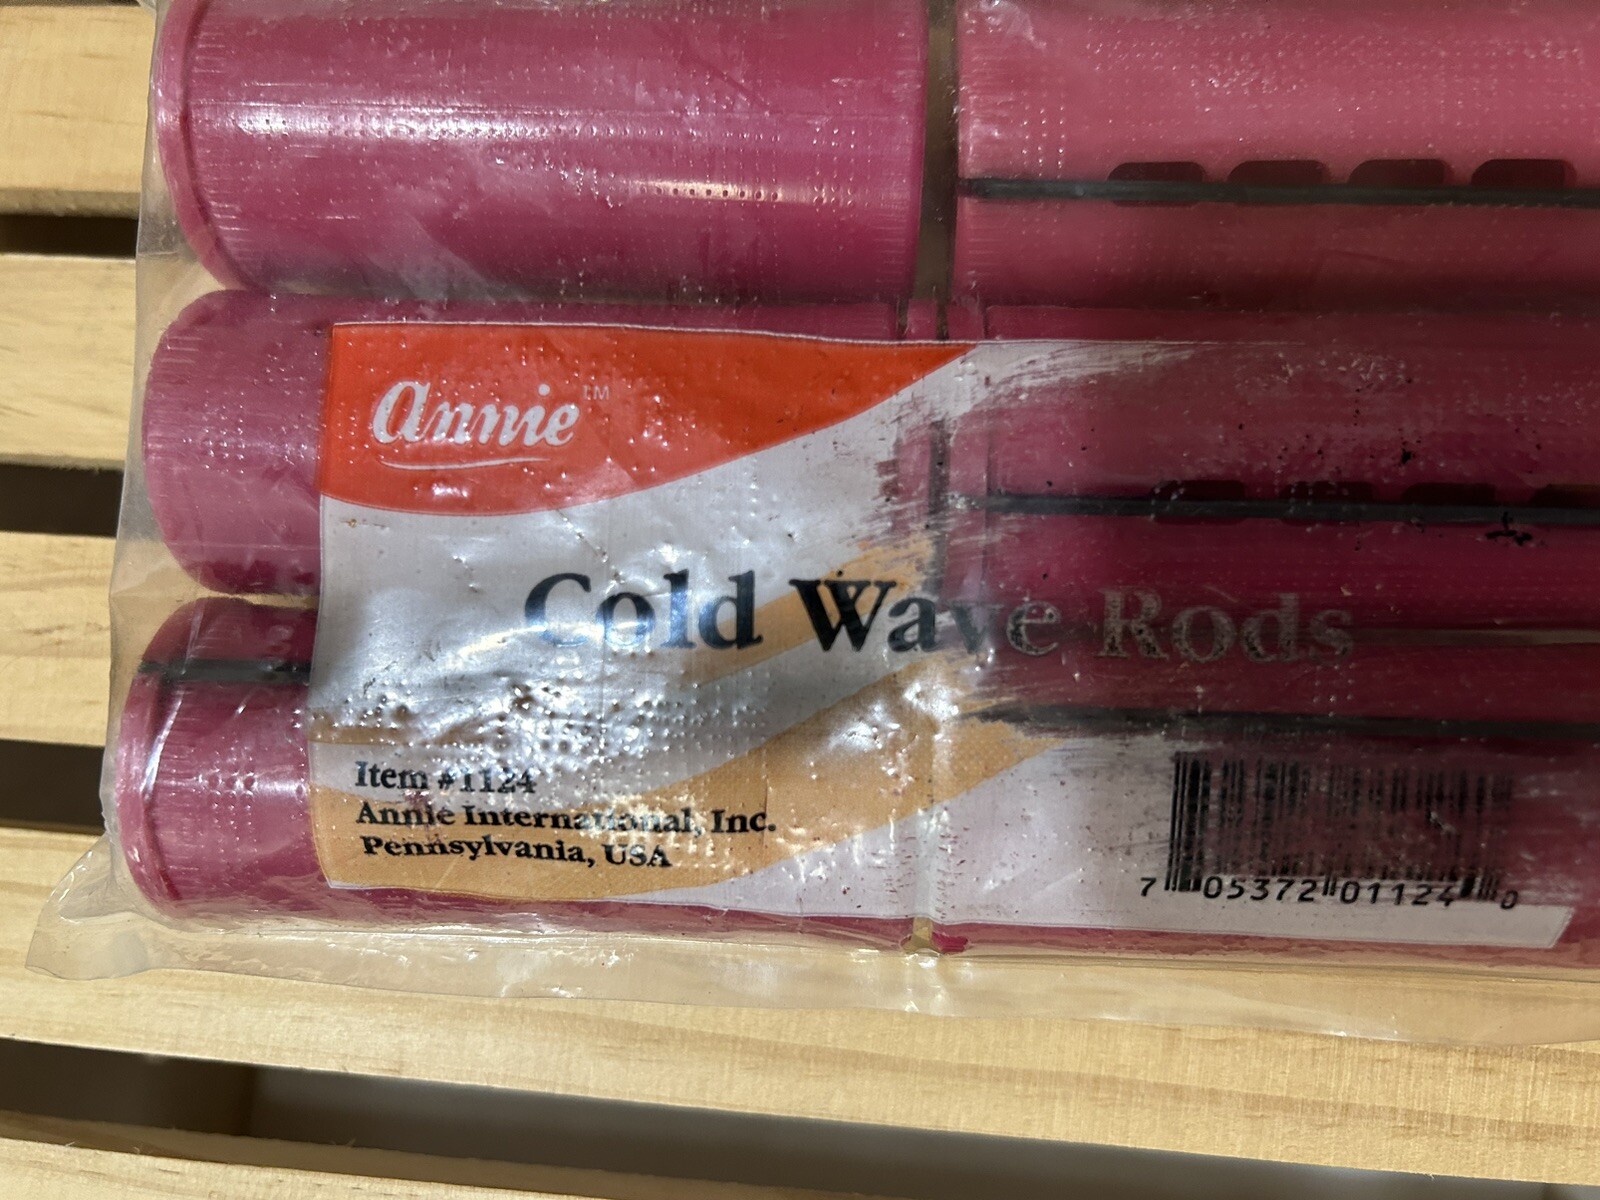 annie™
Cold Wave Rods
Item #1124
Annie International, Inc.
Pennsylvania, USA
7 05372 01124 0